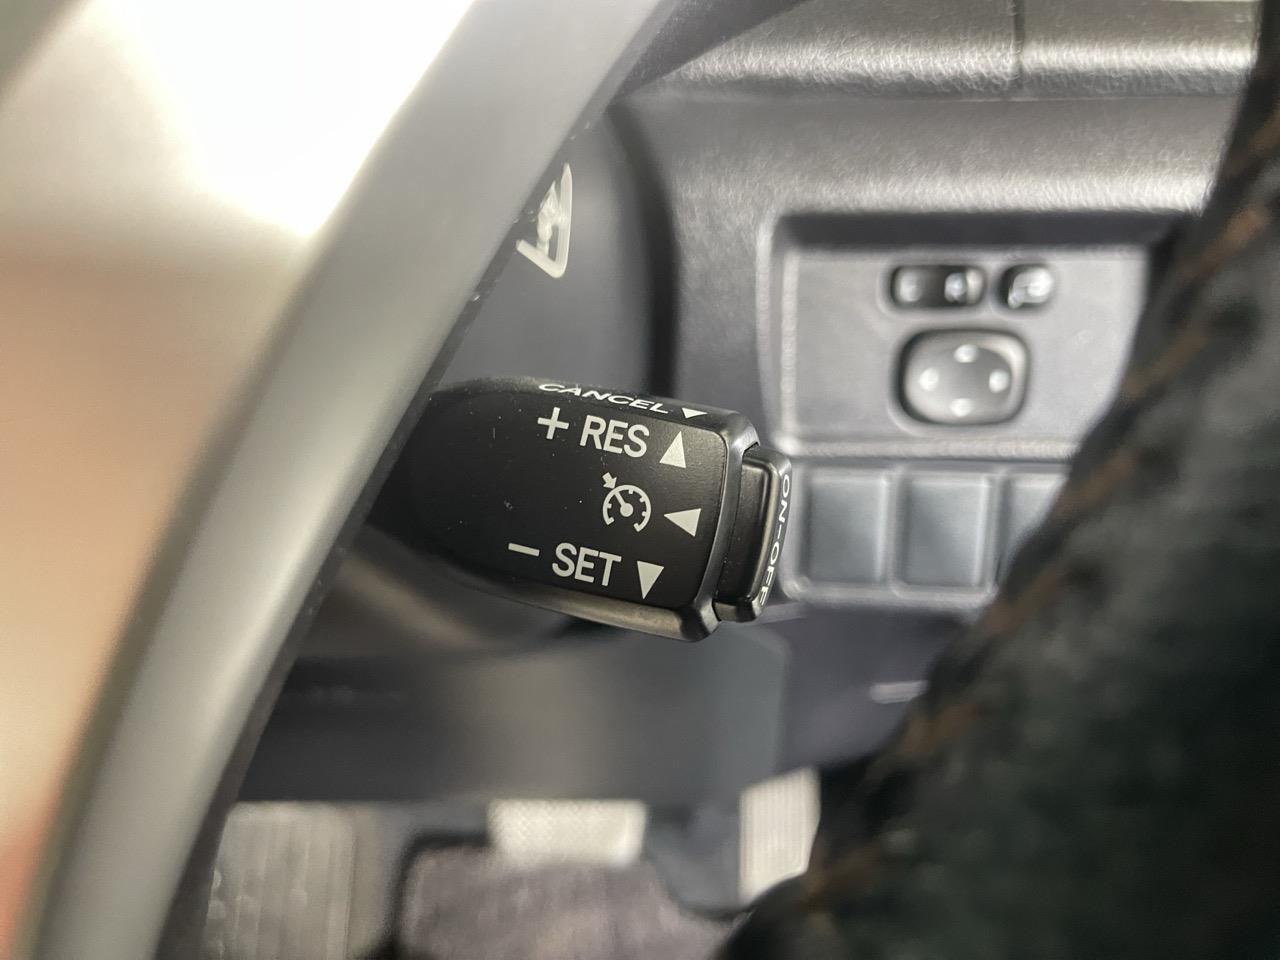 CANCEL ▼
+ RES ▲
◀
− SET ▼
ON-OFF